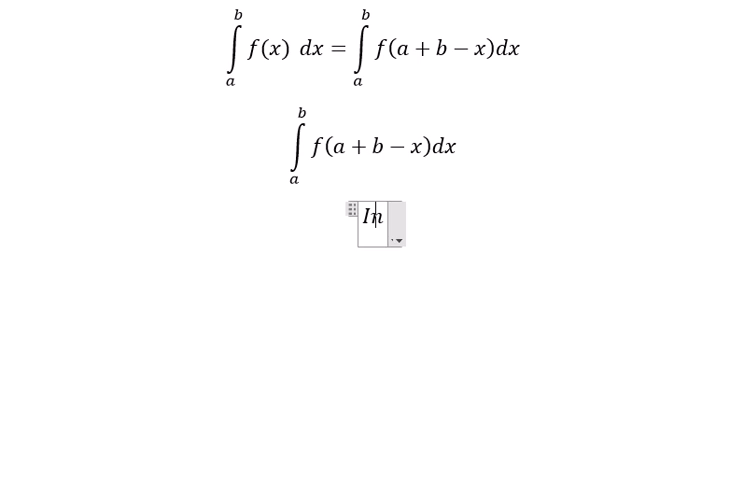 ∫_a^b f(x) dx = ∫_a^b f(a + b − x)dx
∫_a^b f(a + b − x)dx
In